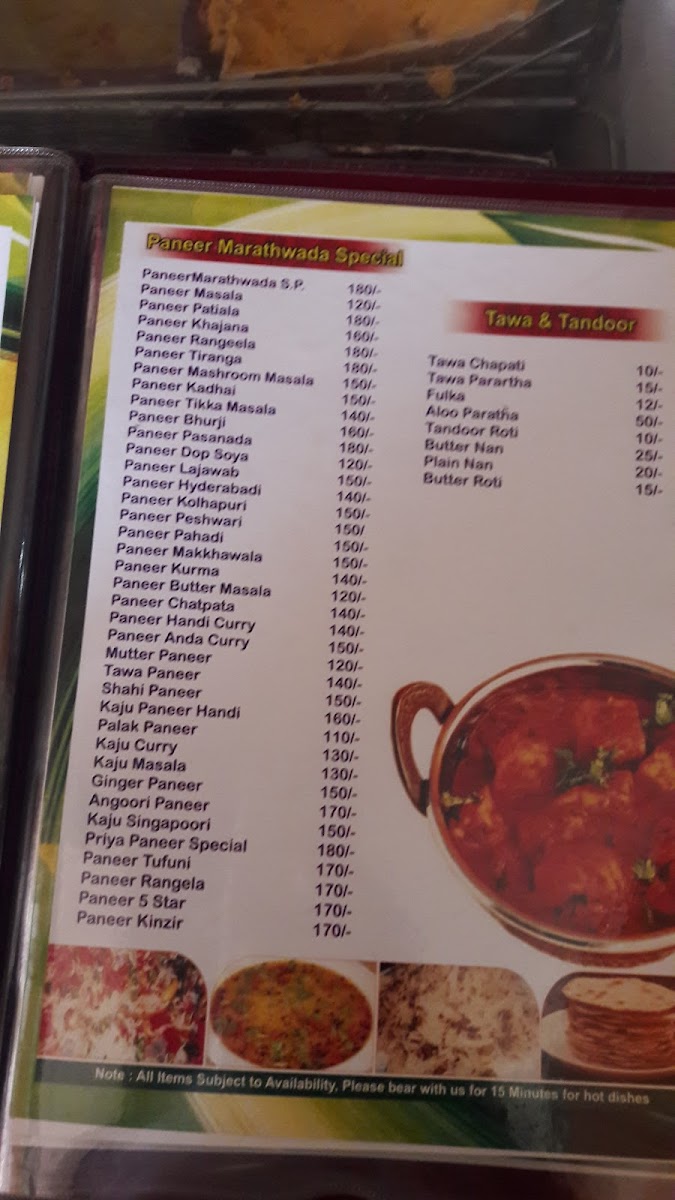 Paneer Marathwada Special
PaneerMarathwada S.P. 180/-
Paneer Masala 120/-
Paneer Patiala 180/-
Paneer Khajana 160/-
Paneer Rangeela 180/-
Paneer Tiranga 180/-
Paneer Mashroom Masala 150/-
Paneer Kadhai 150/-
Paneer Tikka Masala 140/-
Paneer Bhurji 160/-
Paneer Pasanada 180/-
Paneer Dop Soya 120/-
Paneer Lajawab 150/-
Paneer Hyderabadi 140/-
Paneer Kolhapuri 150/-
Paneer Peshwari 150/
Paneer Pahadi 150/-
Paneer Makkhawala 150/-
Paneer Kurma 140/-
Paneer Butter Masala 120/-
Paneer Chatpata 140/-
Paneer Handi Curry 140/-
Paneer Anda Curry 150/-
Mutter Paneer 120/-
Tawa Paneer 140/-
Shahi Paneer 150/-
Kaju Paneer Handi 160/-
Palak Paneer 110/-
Kaju Curry 130/-
Kaju Masala 130/-
Ginger Paneer 150/-
Angoori Paneer 170/-
Kaju Singapoori 150/-
Priya Paneer Special 180/-
Paneer Tufuni 170/-
Paneer Rangela 170/-
Paneer 5 Star 170/-
Paneer Kinzir 170/-
Tawa & Tandoor
Tawa Chapati 10/-
Tawa Parartha 15/-
Fulka 12/-
Aloo Paratha 50/-
Tandoor Roti 10/-
Butter Nan 25/-
Plain Nan 20/-
Butter Roti 15/-
Note : All Items Subject to Availability, Please bear with us for 15 Minutes for hot dishes